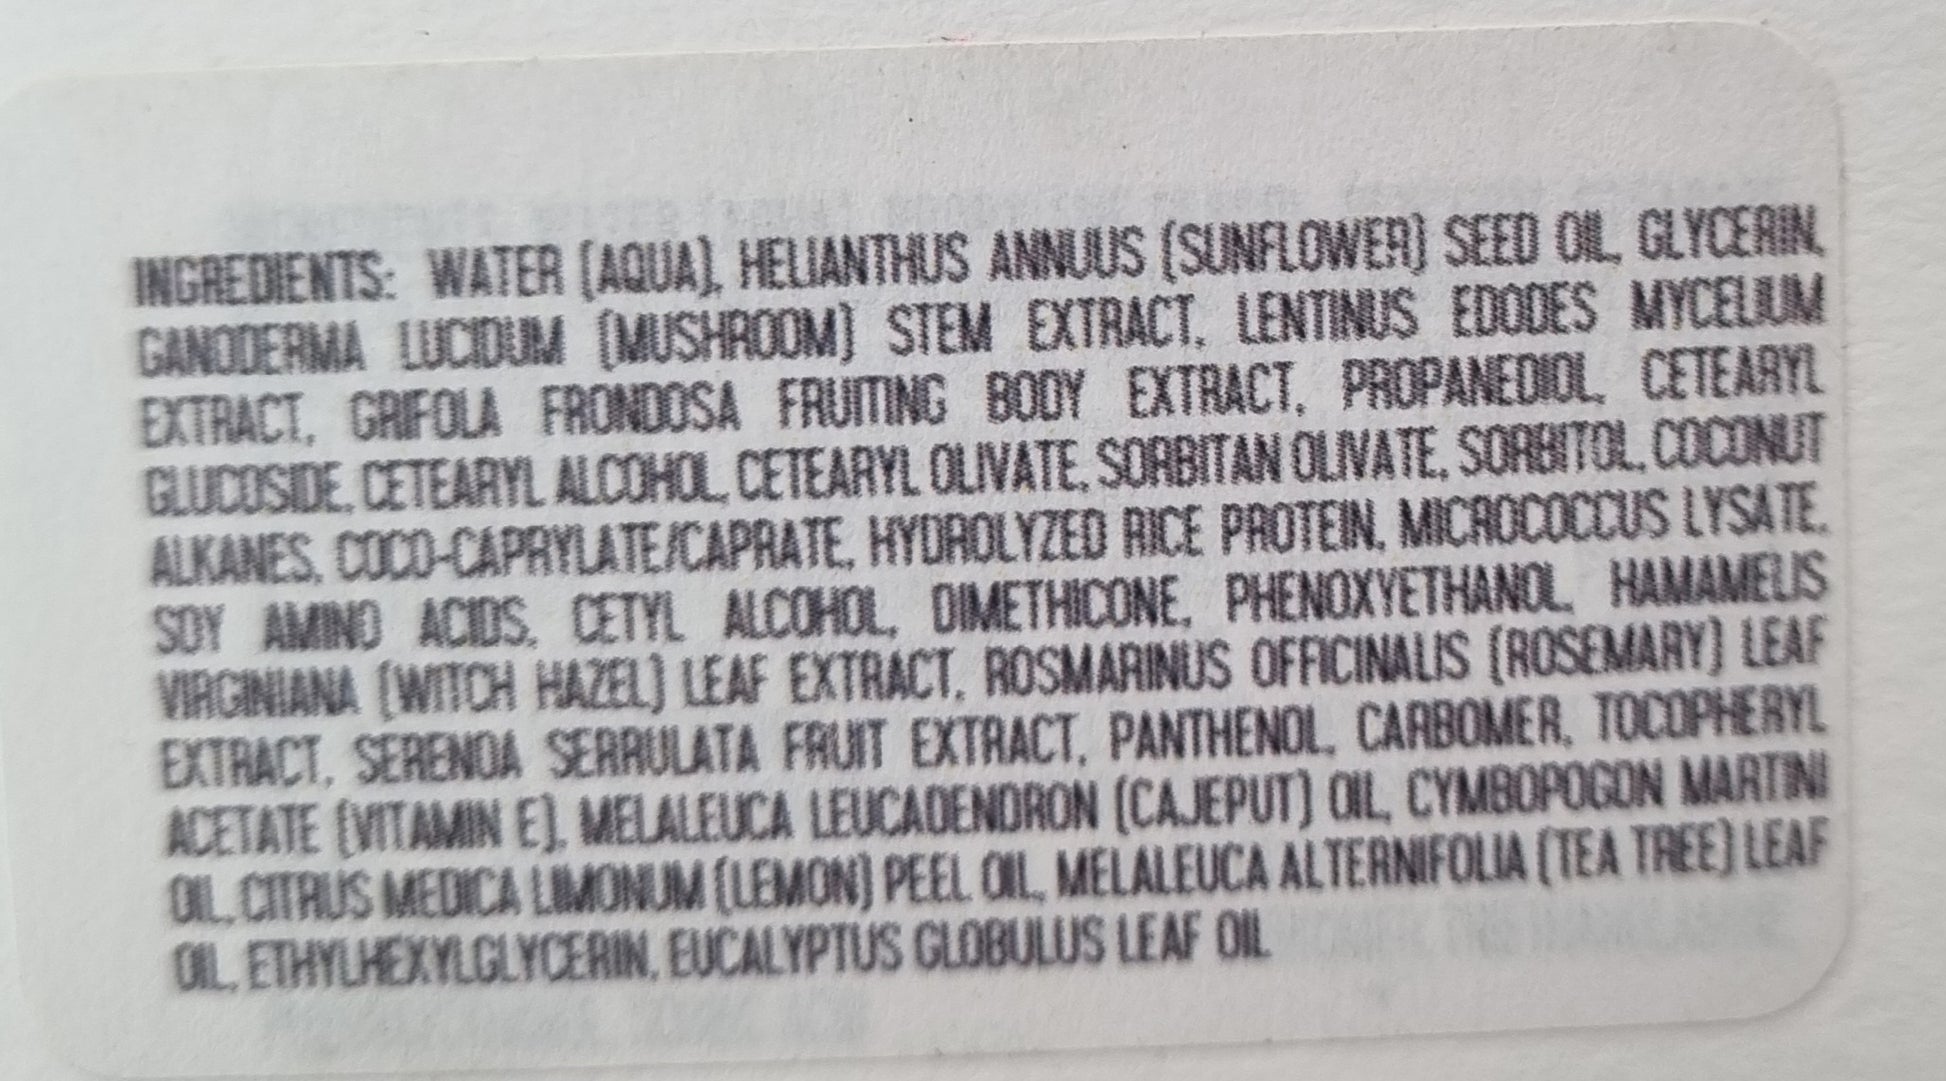 INGREDIENTS: WATER (AQUA), HELIANTHUS ANNUUS (SUNFLOWER) SEED OIL, GLYCERIN,
GANODERMA LUCIDUM (MUSHROOM) STEM EXTRACT, LENTINUS EDODES MYCELIUM
EXTRACT, GRIFOLA FRONDOSA FRUITING BODY EXTRACT, PROPANEDIOL, CETEARYL
GLUCOSIDE, CETEARYL ALCOHOL, CETEARYL OLIVATE, SORBITAN OLIVATE, SORBITOL, COCONUT
ALKANES, COCO-CAPRYLATE/CAPRATE, HYDROLYZED RICE PROTEIN, MICROCOCCUS LYSATE,
SOY AMINO ACIDS, CETYL ALCOHOL, DIMETHICONE, PHENOXYETHANOL, HAMAMELIS
VIRGINIANA (WITCH HAZEL) LEAF EXTRACT, ROSMARINUS OFFICINALIS (ROSEMARY) LEAF
EXTRACT, SERENOA SERRULATA FRUIT EXTRACT, PANTHENOL, CARBOMER, TOCOPHERYL
ACETATE (VITAMIN E), MELALEUCA LEUCADENDRON (CAJEPUT) OIL, CYMBOPOGON MARTINI
OIL, CITRUS MEDICA LIMONUM (LEMON) PEEL OIL, MELALEUCA ALTERNIFOLIA (TEA TREE) LEAF
OIL, ETHYLHEXYLGLYCERIN, EUCALYPTUS GLOBULUS LEAF OIL